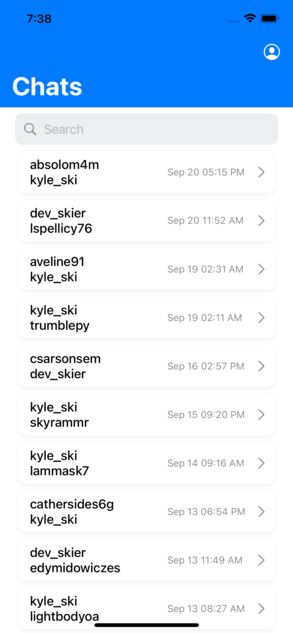 7:38
Chats
Search
absolom4m
kyle_ski
Sep 20 05:15 PM
dev_skier
lspellicy76
Sep 20 11:52 AM
aveline91
kyle_ski
Sep 19 02:31 AM
kyle_ski
trumblepy
Sep 19 02:11 AM
csarsonsem
dev_skier
Sep 16 02:57 PM
kyle_ski
skyrammr
Sep 15 09:20 PM
kyle_ski
lammask7
Sep 14 09:16 AM
cathersides6g
kyle_ski
Sep 13 06:54 PM
dev_skier
edymidowiczes
Sep 13 11:49 AM
kyle_ski
lightbodyoa
Sep 13 08:27 AM